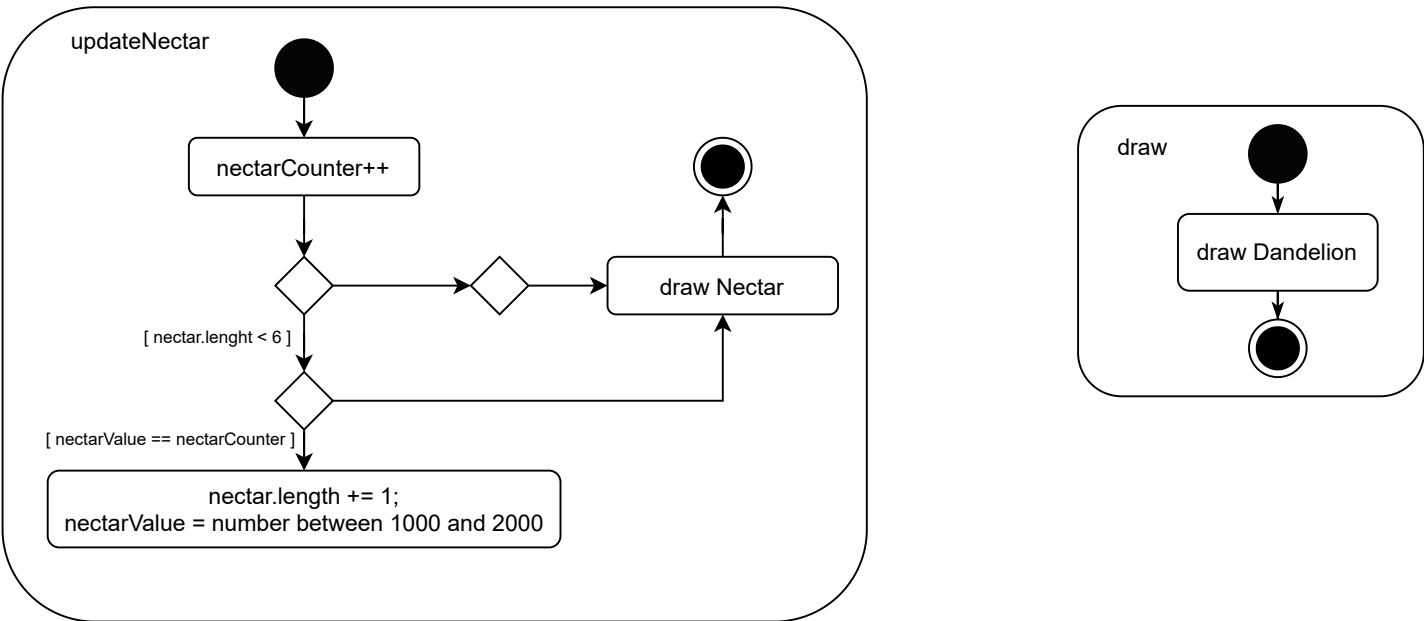 updateNectar
nectarCounter++
draw Nectar
[ nectar.lenght < 6 ]
[ nectarValue == nectarCounter ]
nectar.length += 1;
nectarValue = number between 1000 and 2000
draw
draw Dandelion